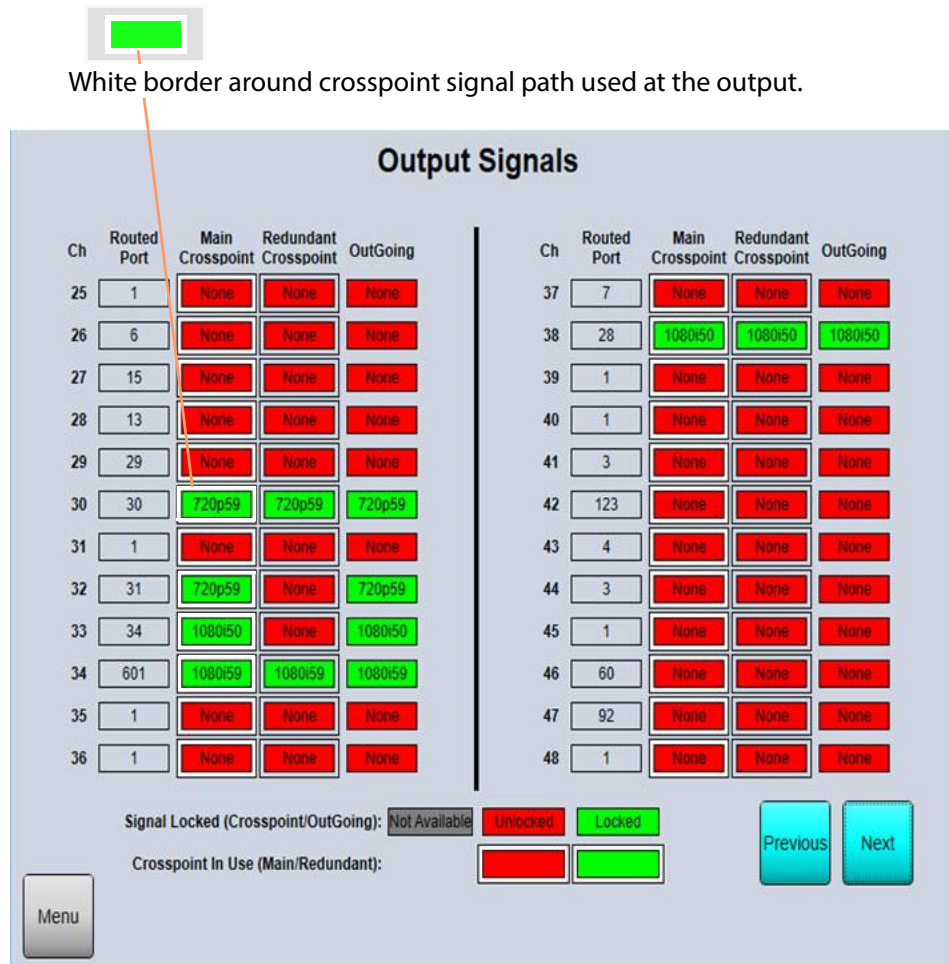 White border around crosspoint signal path used at the output.
Output Signals
Ch Routed Port Main Crosspoint Redundant Crosspoint OutGoing
25 1 None None None
26 6 None None None
27 15 None None None
28 13 None None None
29 29 None None None
30 30 720p59 720p59 720p59
31 1 None None None
32 31 720p59 None 720p59
33 34 1080i50 None 1080i50
34 601 1080i59 1080i59 1080i59
35 1 None None None
36 1 None None None
Ch Routed Port Main Crosspoint Redundant Crosspoint OutGoing
37 7 None None None
38 28 1080i50 1080i50 1080i50
39 1 None None None
40 1 None None None
41 3 None None None
42 123 None None None
43 4 None None None
44 3 None None None
45 1 None None None
46 60 None None None
47 92 None None None
48 1 None None None
Signal Locked (Crosspoint/OutGoing): Not Available Unlocked Locked
Crosspoint In Use (Main/Redundant):
Previous Next
Menu